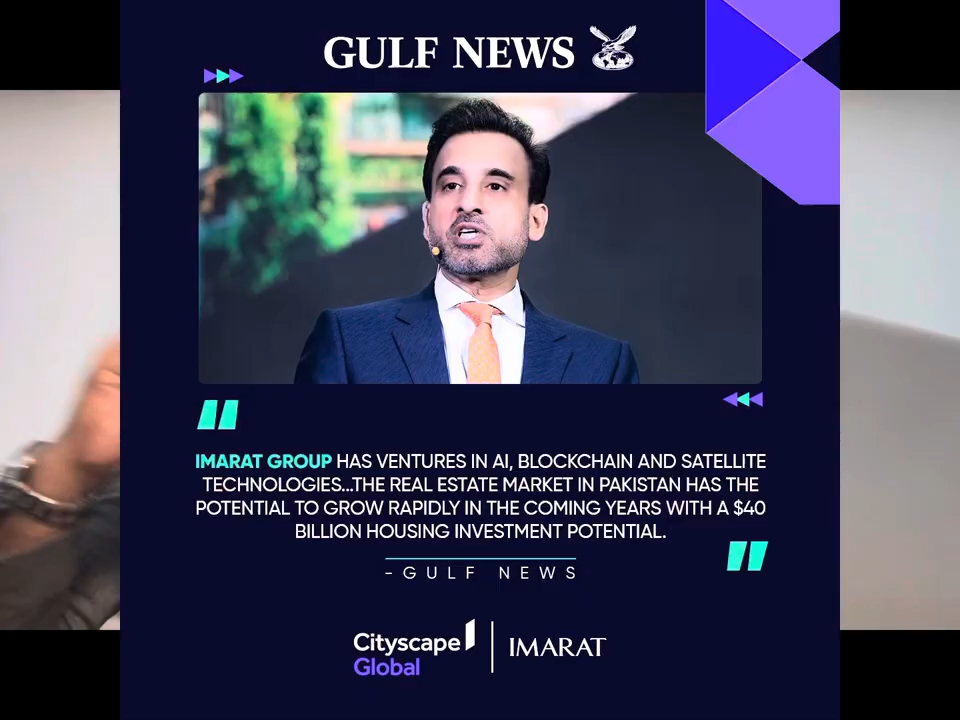 GULF NEWS
IMARAT GROUP HAS VENTURES IN AI, BLOCKCHAIN AND SATELLITE
TECHNOLOGIES...THE REAL ESTATE MARKET IN PAKISTAN HAS THE
POTENTIAL TO GROW RAPIDLY IN THE COMING YEARS WITH A $40
BILLION HOUSING INVESTMENT POTENTIAL.
-GULF NEWS
Cityscape
Global
IMARAT